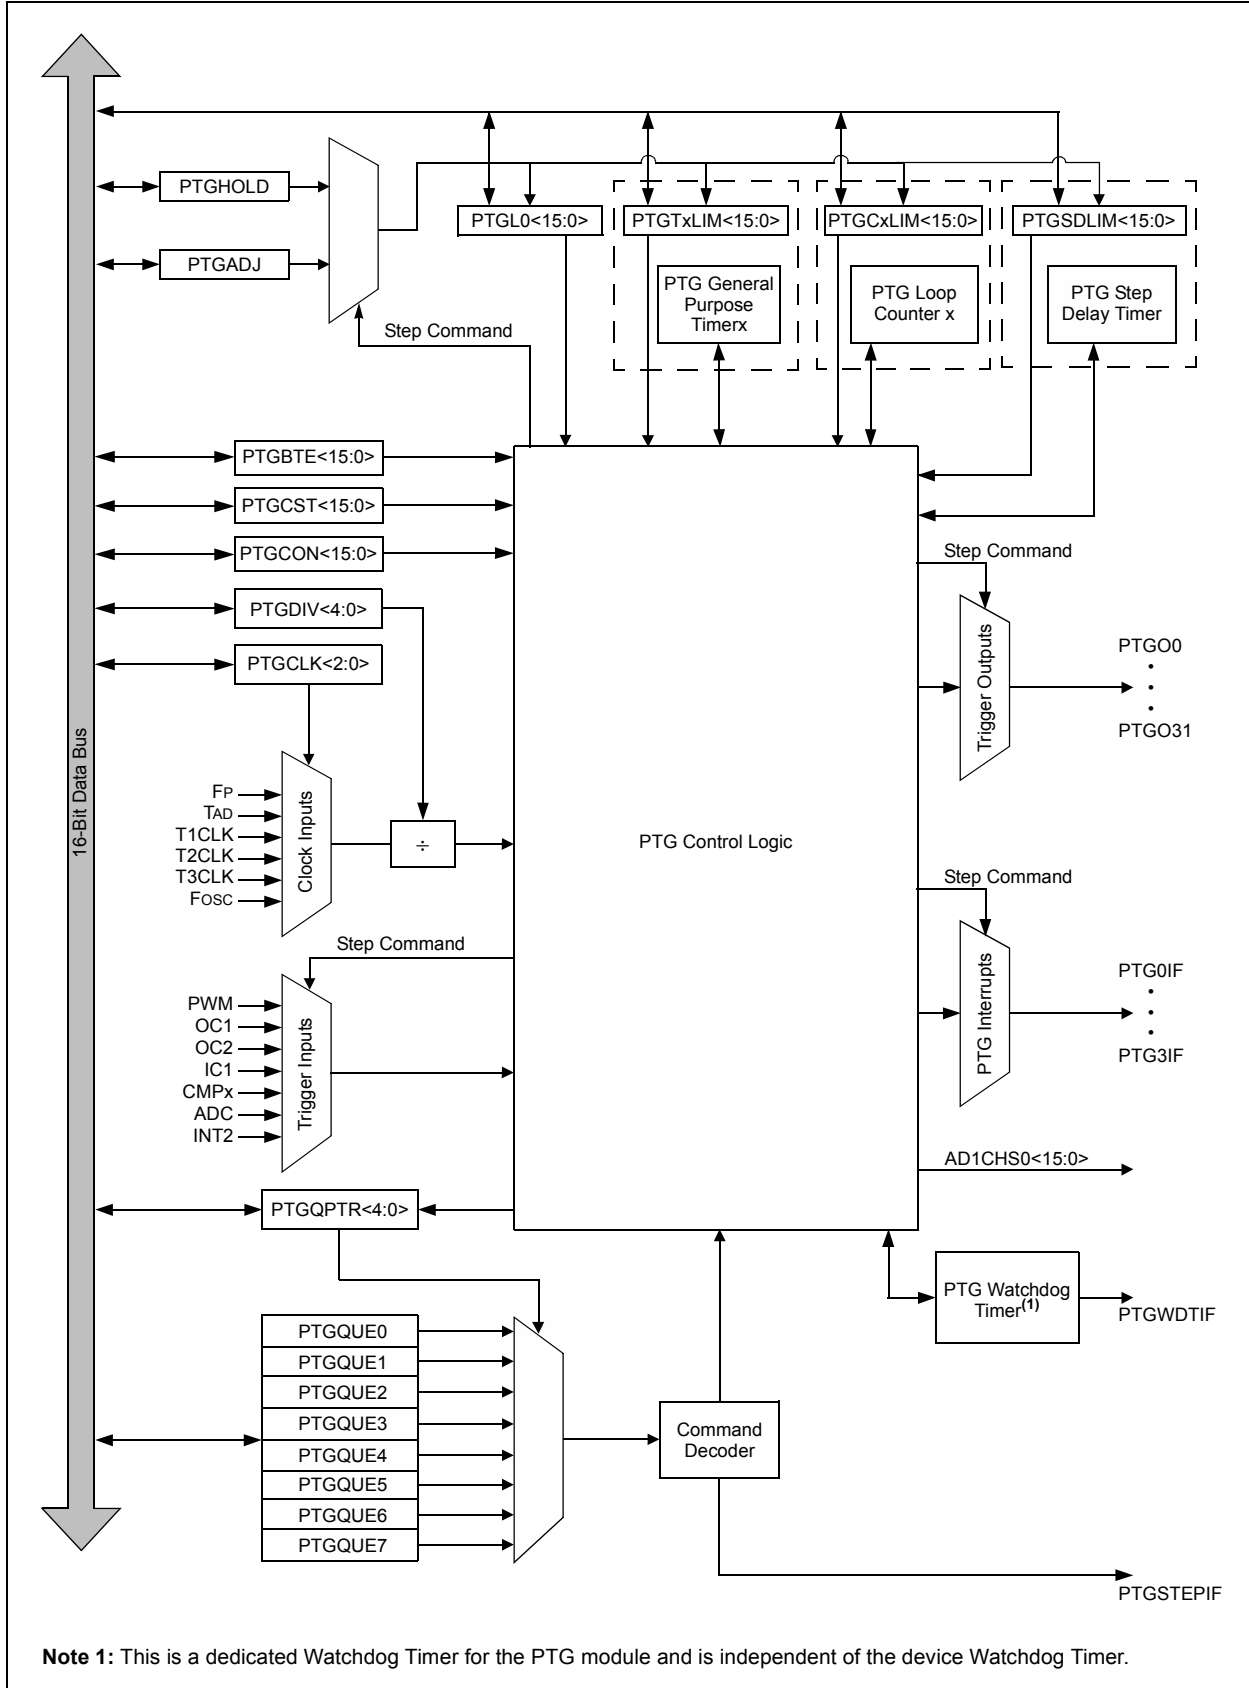 PTGHOLD
PTGADJ
PTGL0<15:0>
PTGTxLIM<15:0>
PTGCxLIM<15:0>
PTGSDLIM<15:0>
PTG General
Purpose
Timerx
PTG Loop
Counter x
PTG Step
Delay Timer
Step Command
PTGBTE<15:0>
PTGCST<15:0>
PTGCON<15:0>
PTGDIV<4:0>
PTGCLK<2:0>
16-Bit Data Bus
FP
TAD
T1CLK
T2CLK
T3CLK
FOSC
Clock Inputs
÷
PTG Control Logic
Step Command
Trigger Outputs
PTGO0
•
•
•
PTGO31
Step Command
PWM
OC1
OC2
IC1
CMPx
ADC
INT2
Trigger Inputs
Step Command
PTG Interrupts
PTG0IF
•
•
•
PTG3IF
AD1CHS0<15:0>
PTGQPTR<4:0>
PTG Watchdog
Timer(1)
PTGWDTIF
PTGQUE0
PTGQUE1
PTGQUE2
PTGQUE3
PTGQUE4
PTGQUE5
PTGQUE6
PTGQUE7
Command
Decoder
PTGSTEPIF
Note 1: This is a dedicated Watchdog Timer for the PTG module and is independent of the device Watchdog Timer.